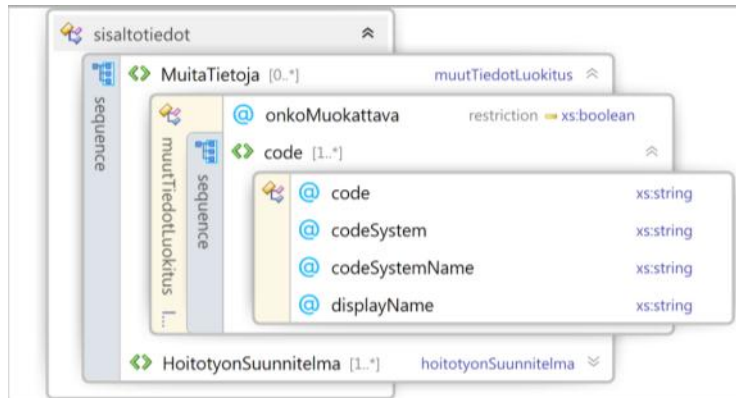 sisaltotiedot
MuitaTietoja [0..*] muutTiedotLuokitus
sequence
@ onkoMuokattava restriction xs:boolean
muutTiedotLuokitus I...
sequence
code [1..*]
@ code xs:string
@ codeSystem xs:string
@ codeSystemName xs:string
@ displayName xs:string
HoitotyonSuunnitelma [1..*] hoitotyonSuunnitelma